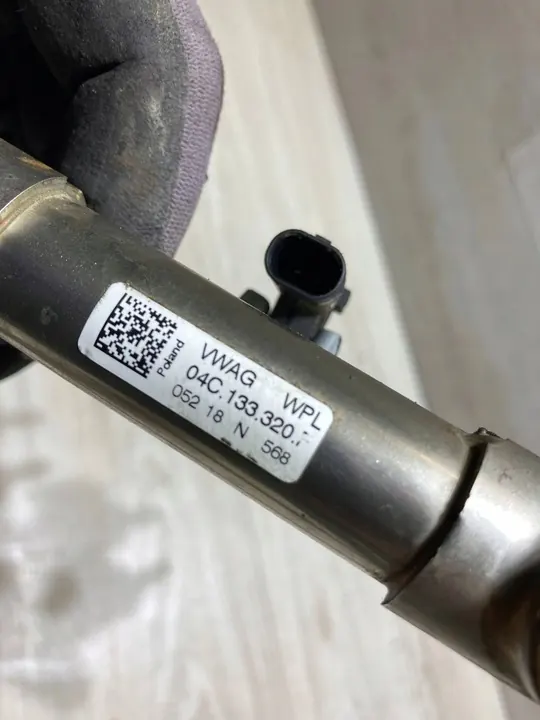 VWAG WPL
04C.133.320.
052 18 N 568
Poland